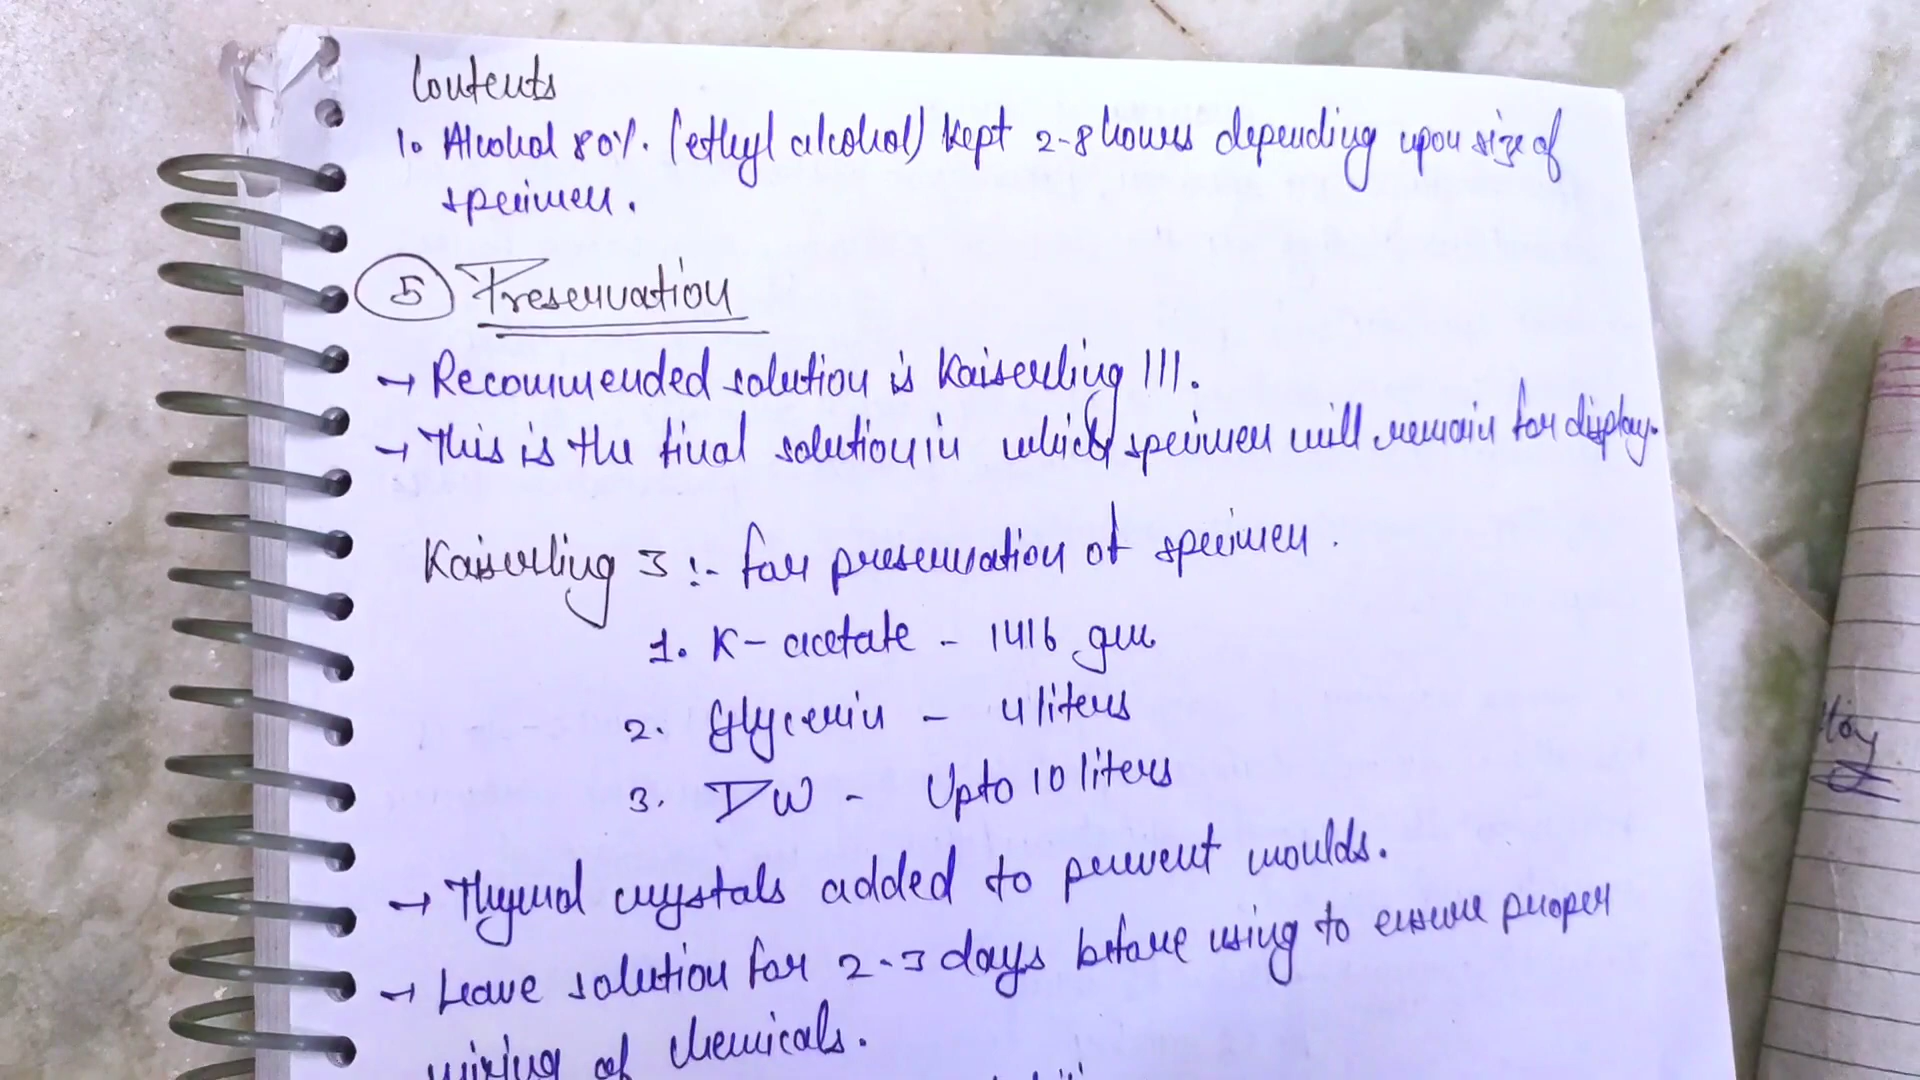 Contents
1. Alcohol 80%. (ethyl alcohol) kept 2-8 hours depending upon size of
specimen.
5 Preservation
→ Recommended solution is Kaiserling III.
→ This is the final solution in which specimen will remain for display.
Kaiserling 3 :- for preservation of specimen.
1. K- acetate - 1416 gm
2. Glycerin - 4 liters
3. DW - Upto 10 liters
→ Thymol crystals added to prevent moulds.
→ Leave solution for 2-3 days before using to ensure proper
mixing of chemicals.